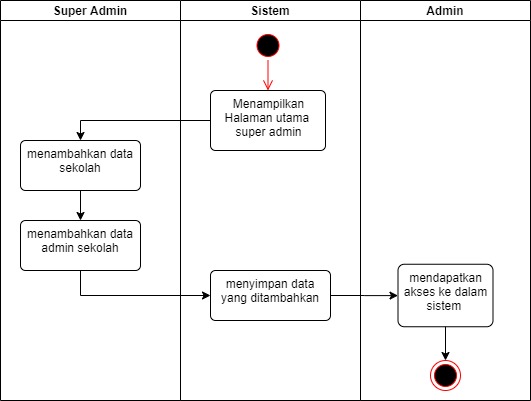 Super Admin
Sistem
Admin
Menampilkan
Halaman utama
super admin
menambahkan data
sekolah
menambahkan data
admin sekolah
menyimpan data
yang ditambahkan
mendapatkan
akses ke dalam
sistem